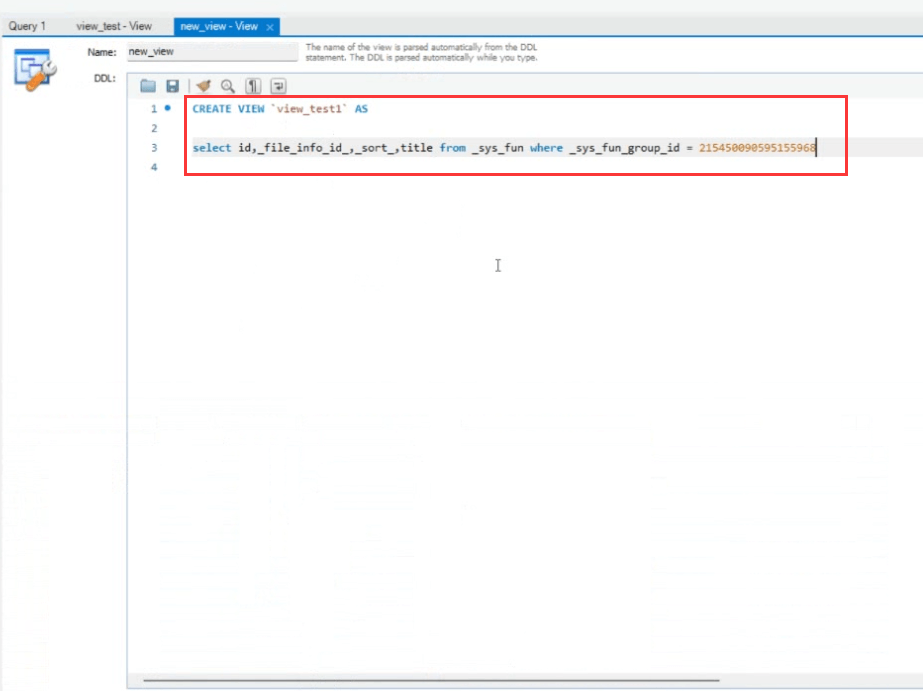 Query 1 view_test - View new_view - View ×
Name: new_view The name of the view is parsed automatically from the DDL
statement. The DDL is parsed automatically while you type.
DDL:
1 CREATE VIEW `view_test1` AS
2
3 select id,_file_info_id_,_sort_,title from _sys_fun where _sys_fun_group_id = 215450090595155968
4